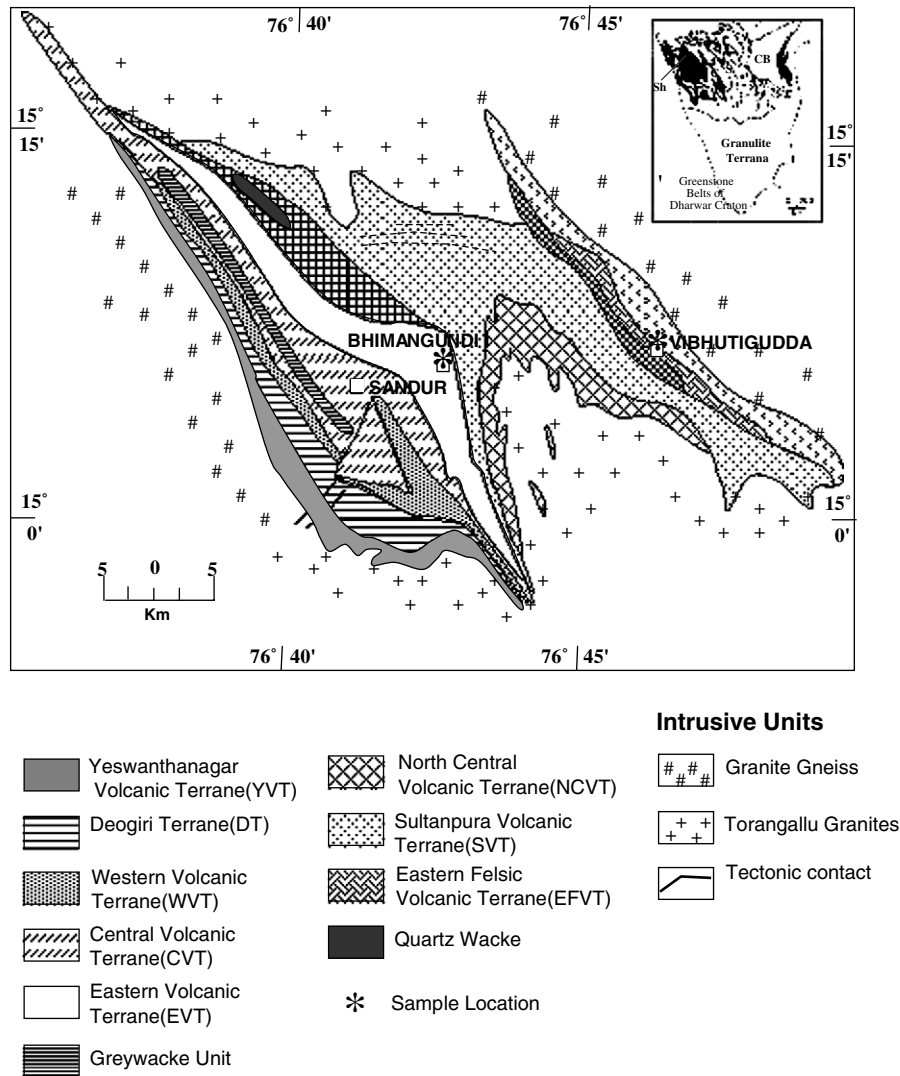 76° 40'
76° 45'
CB
Sh
Granulite
Terrana
Greenstone
Belts of
Dharwar Craton
15°
15'
15°
15'
BHIMANGUNDI
VIBHUTIGUDDA
SANDUR
15°
0'
15°
0'
5 0 5
Km
76° 40'
76° 45'
Yeswanthanagar
Volcanic Terrane(YVT)
Deogiri Terrane(DT)
Western Volcanic
Terrane(WVT)
Central Volcanic
Terrane(CVT)
Eastern Volcanic
Terrane(EVT)
Greywacke Unit
North Central
Volcanic Terrane(NCVT)
Sultanpura Volcanic
Terrane(SVT)
Eastern Felsic
Volcanic Terrane(EFVT)
Quartz Wacke
Sample Location
Intrusive Units
Granite Gneiss
Torangallu Granites
Tectonic contact